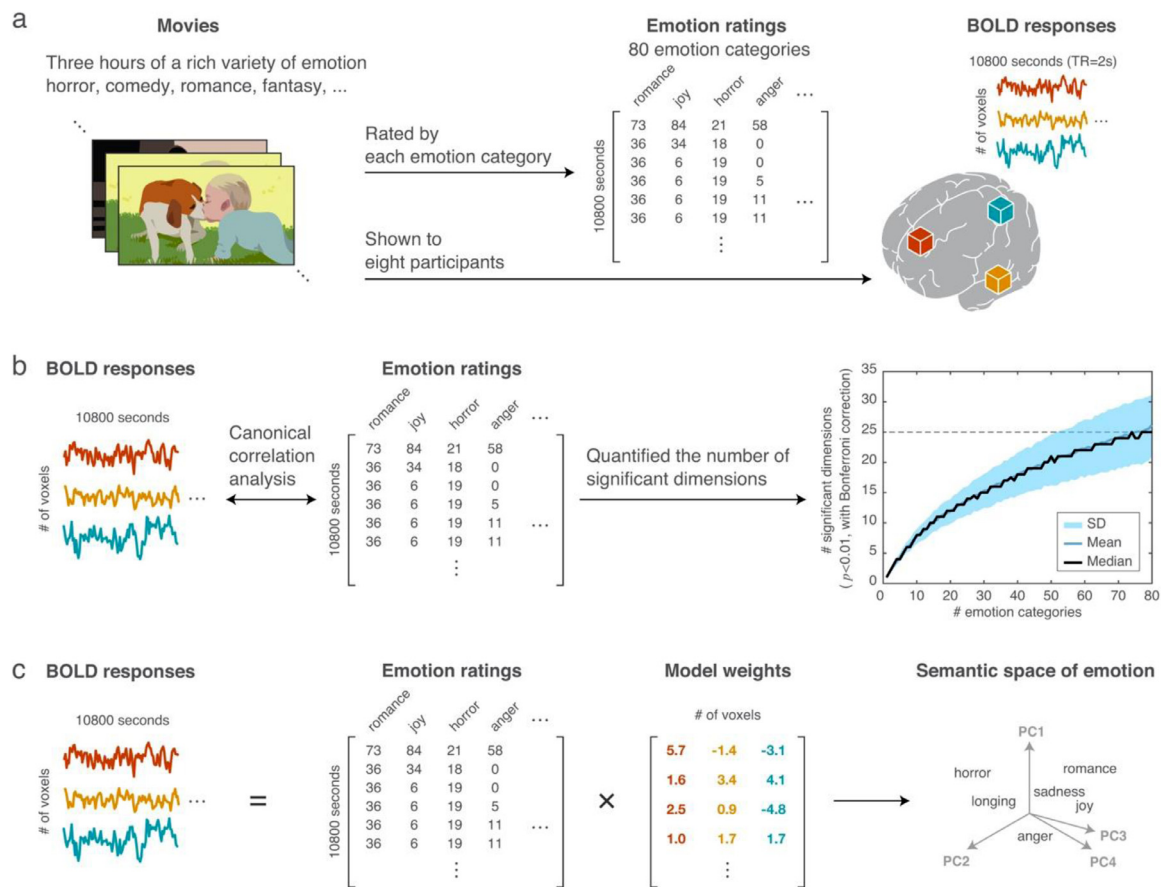 a
Movies
Three hours of a rich variety of emotion
horror, comedy, romance, fantasy, ...
Rated by
each emotion category
Shown to
eight participants
Emotion ratings
80 emotion categories
romance joy horror anger ...
10800 seconds
73 84 21 58
36 34 18 0
36 6 19 0
36 6 19 5
36 6 19 11 ...
36 6 19 11
BOLD responses
10800 seconds (TR=2s)
# of voxels
...
b
BOLD responses
10800 seconds
# of voxels
...
Canonical
correlation
analysis
Emotion ratings
romance joy horror anger ...
10800 seconds
73 84 21 58
36 34 18 0
36 6 19 0
36 6 19 5
36 6 19 11 ...
36 6 19 11
Quantified the number of
significant dimensions
# significant dimensions
( p<0.01, with Bonferroni correction)
35
30
25
20
15
10
5
0
0 10 20 30 40 50 60 70 80
# emotion categories
SD
Mean
Median
c
BOLD responses
10800 seconds
# of voxels
...
=
Emotion ratings
romance joy horror anger ...
10800 seconds
73 84 21 58
36 34 18 0
36 6 19 0
36 6 19 5
36 6 19 11 ...
36 6 19 11
×
Model weights
# of voxels
5.7 -1.4 -3.1
1.6 3.4 4.1
2.5 0.9 -4.8
1.0 1.7 1.7
Semantic space of emotion
PC1
horror
romance
sadness
longing
joy
anger
PC3
PC2
PC4